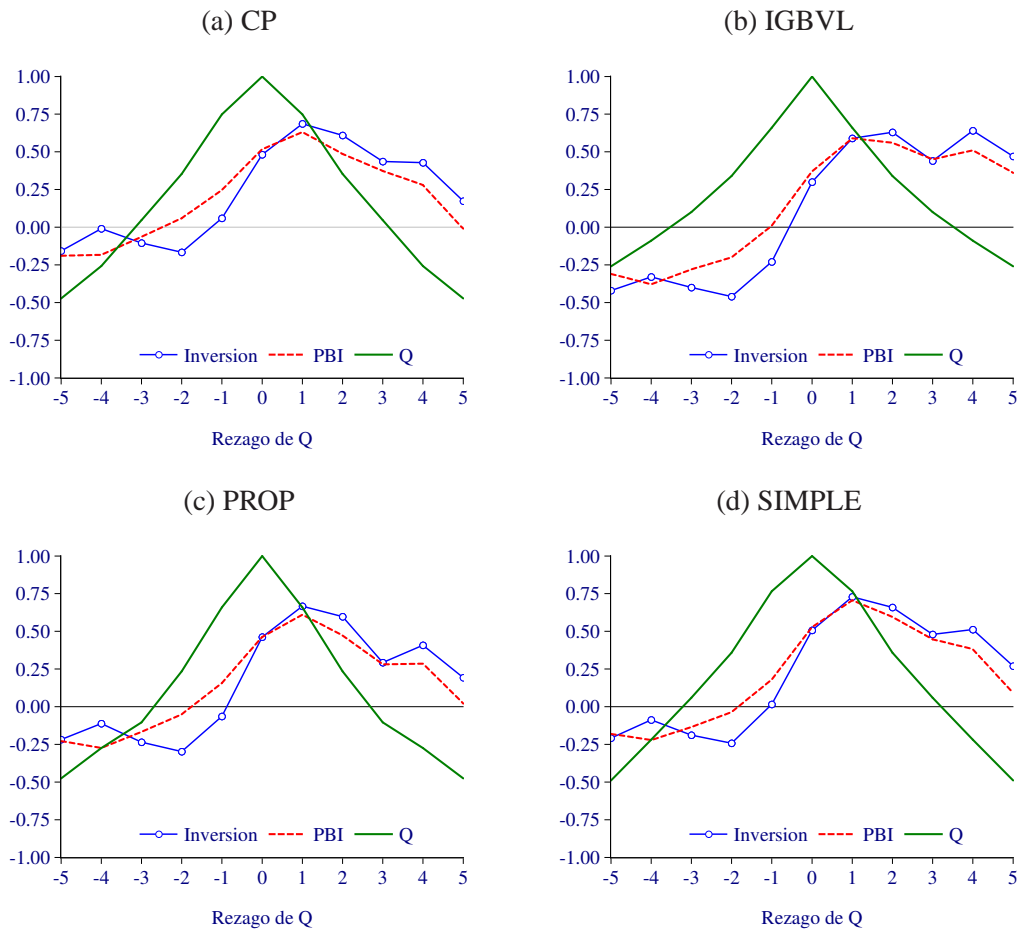 (a) CP
1.00
0.75
0.50
0.25
0.00
-0.25
-0.50
-0.75
-1.00
Inversion PBI Q
-5 -4 -3 -2 -1 0 1 2 3 4 5
Rezago de Q
(b) IGBVL
1.00
0.75
0.50
0.25
0.00
-0.25
-0.50
-0.75
-1.00
Inversion PBI Q
-5 -4 -3 -2 -1 0 1 2 3 4 5
Rezago de Q
(c) PROP
1.00
0.75
0.50
0.25
0.00
-0.25
-0.50
-0.75
-1.00
Inversion PBI Q
-5 -4 -3 -2 -1 0 1 2 3 4 5
Rezago de Q
(d) SIMPLE
1.00
0.75
0.50
0.25
0.00
-0.25
-0.50
-0.75
-1.00
Inversion PBI Q
-5 -4 -3 -2 -1 0 1 2 3 4 5
Rezago de Q